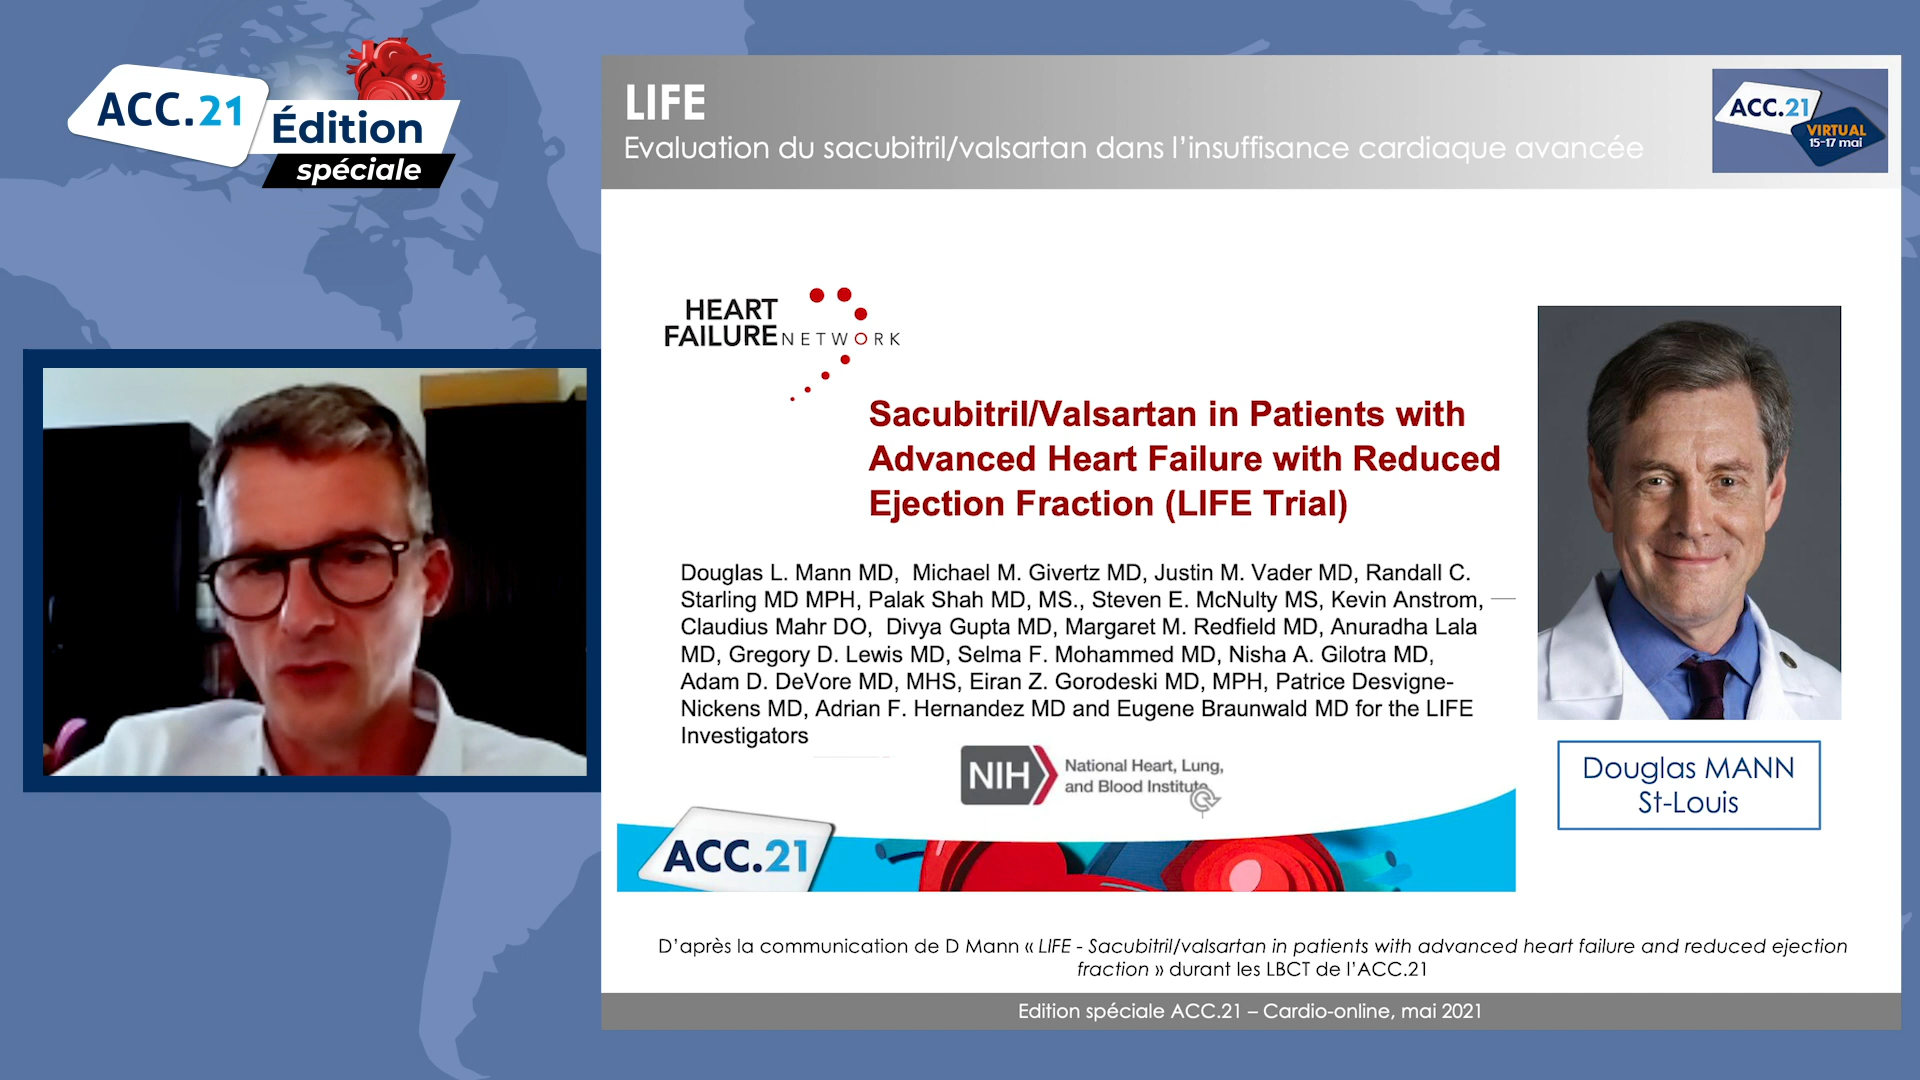 ACC.21
Édition
spéciale
LIFE
Evaluation du sacubitril/valsartan dans l’insuffisance cardiaque avancée
ACC.21
VIRTUAL
15-17 mai
HEART
FAILURE NETWORK
Sacubitril/Valsartan in Patients with
Advanced Heart Failure with Reduced
Ejection Fraction (LIFE Trial)
Douglas L. Mann MD, Michael M. Givertz MD, Justin M. Vader MD, Randall C.
Starling MD MPH, Palak Shah MD, MS., Steven E. McNulty MS, Kevin Anstrom,
Claudius Mahr DO, Divya Gupta MD, Margaret M. Redfield MD, Anuradha Lala
MD, Gregory D. Lewis MD, Selma F. Mohammed MD, Nisha A. Gilotra MD,
Adam D. DeVore MD, MHS, Eiran Z. Gorodeski MD, MPH, Patrice Desvigne-
Nickens MD, Adrian F. Hernandez MD and Eugene Braunwald MD for the LIFE
Investigators
NIH
National Heart, Lung,
and Blood Institute
Douglas MANN
St-Louis
ACC.21
D’après la communication de D Mann « LIFE - Sacubitril/valsartan in patients with advanced heart failure and reduced ejection
fraction » durant les LBCT de l’ACC.21
Edition spéciale ACC.21 – Cardio-online, mai 2021